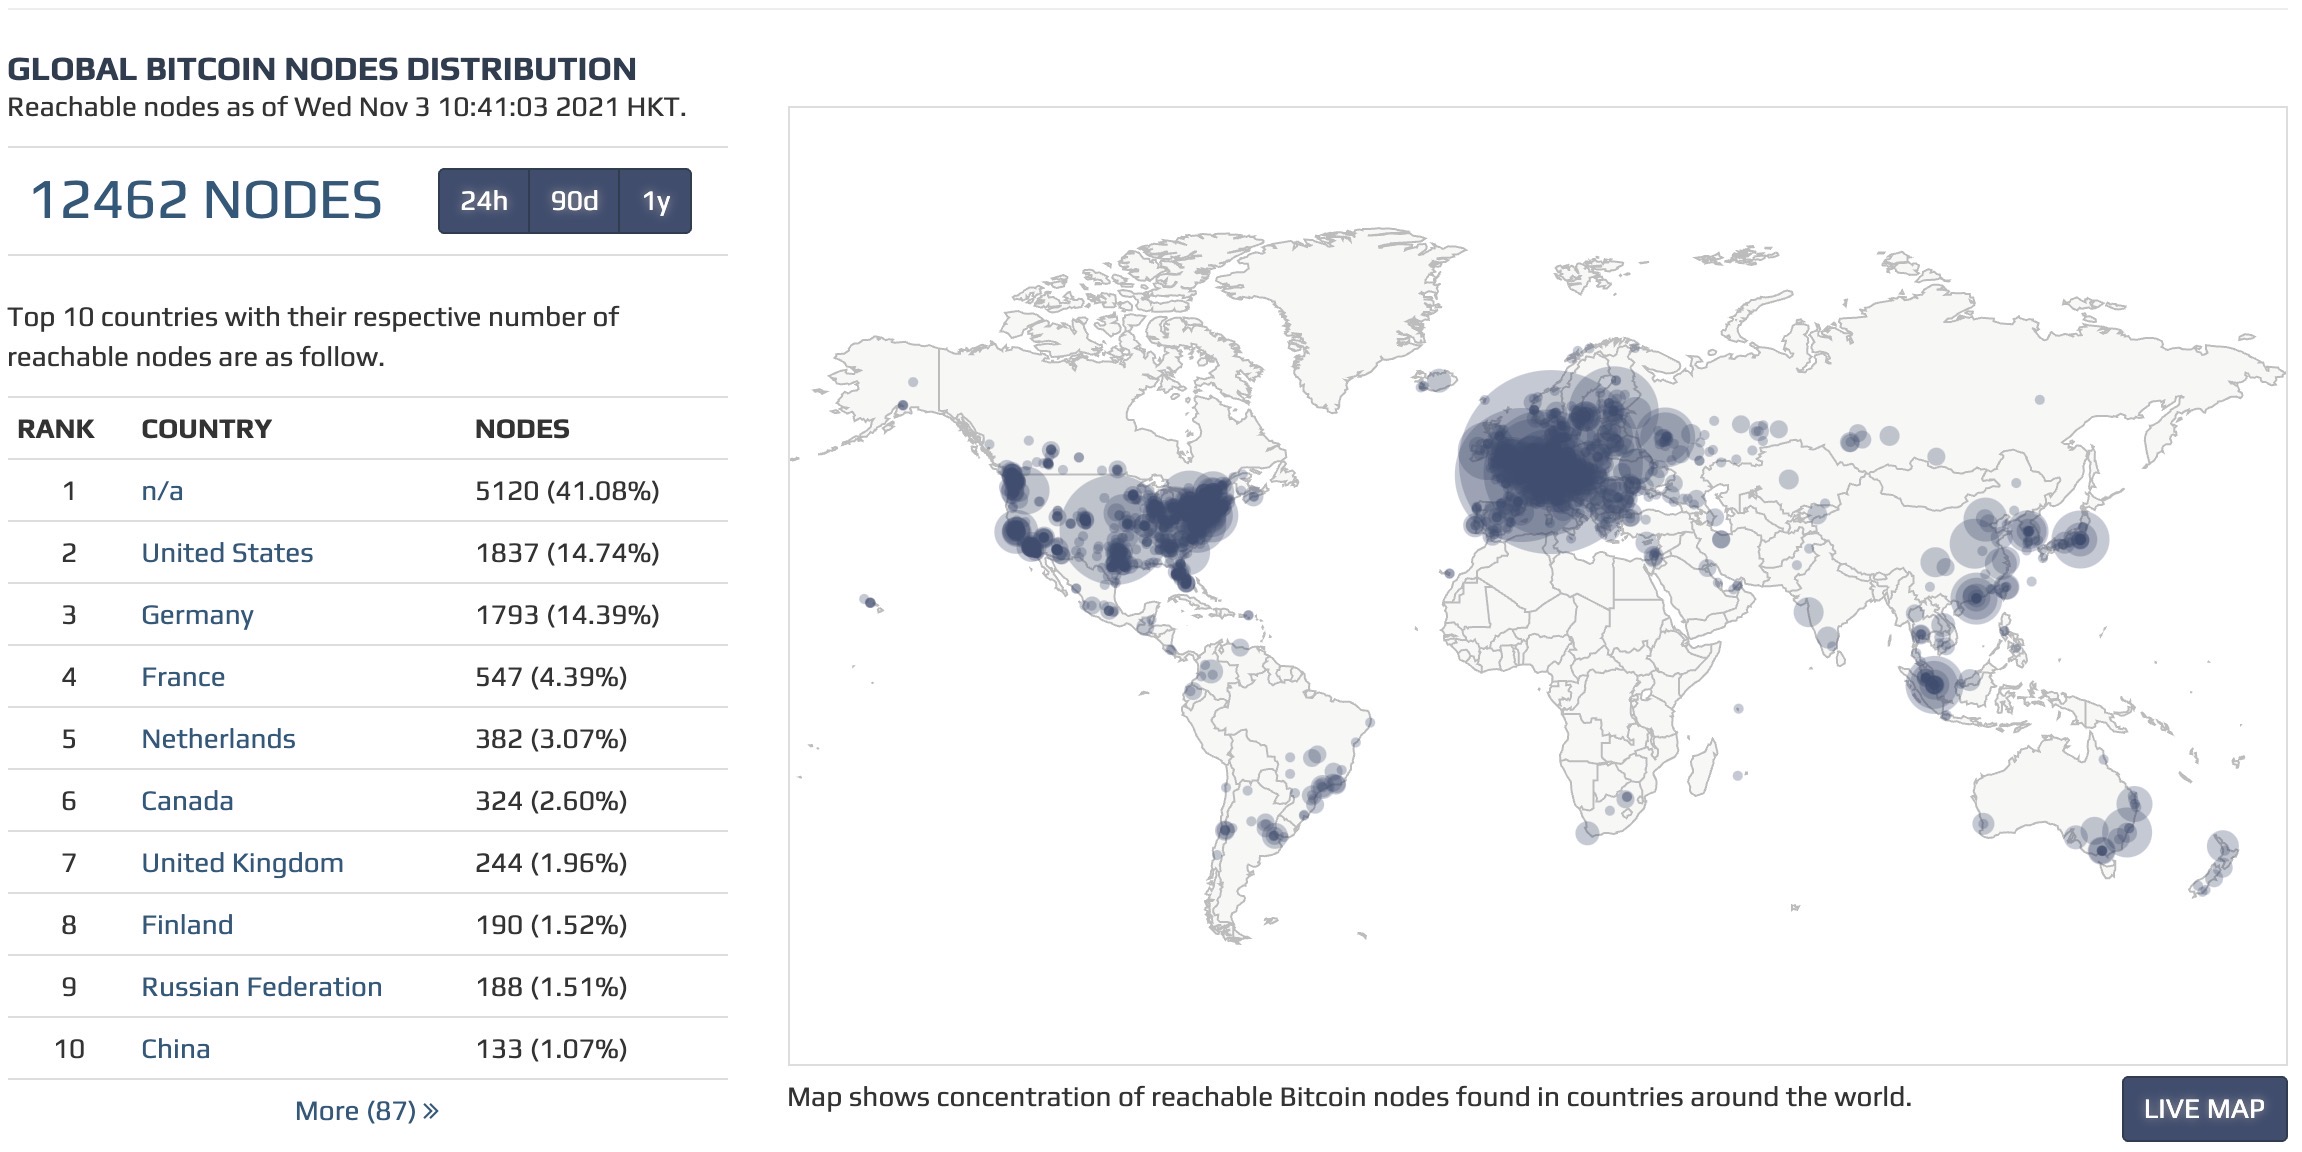 GLOBAL BITCOIN NODES DISTRIBUTION
Reachable nodes as of Wed Nov 3 10:41:03 2021 HKT.
12462 NODES
24h 90d 1y
Top 10 countries with their respective number of
reachable nodes are as follow.
RANK COUNTRY NODES
1 n/a 5120 (41.08%)
2 United States 1837 (14.74%)
3 Germany 1793 (14.39%)
4 France 547 (4.39%)
5 Netherlands 382 (3.07%)
6 Canada 324 (2.60%)
7 United Kingdom 244 (1.96%)
8 Finland 190 (1.52%)
9 Russian Federation 188 (1.51%)
10 China 133 (1.07%)
More (87) »
Map shows concentration of reachable Bitcoin nodes found in countries around the world.
LIVE MAP